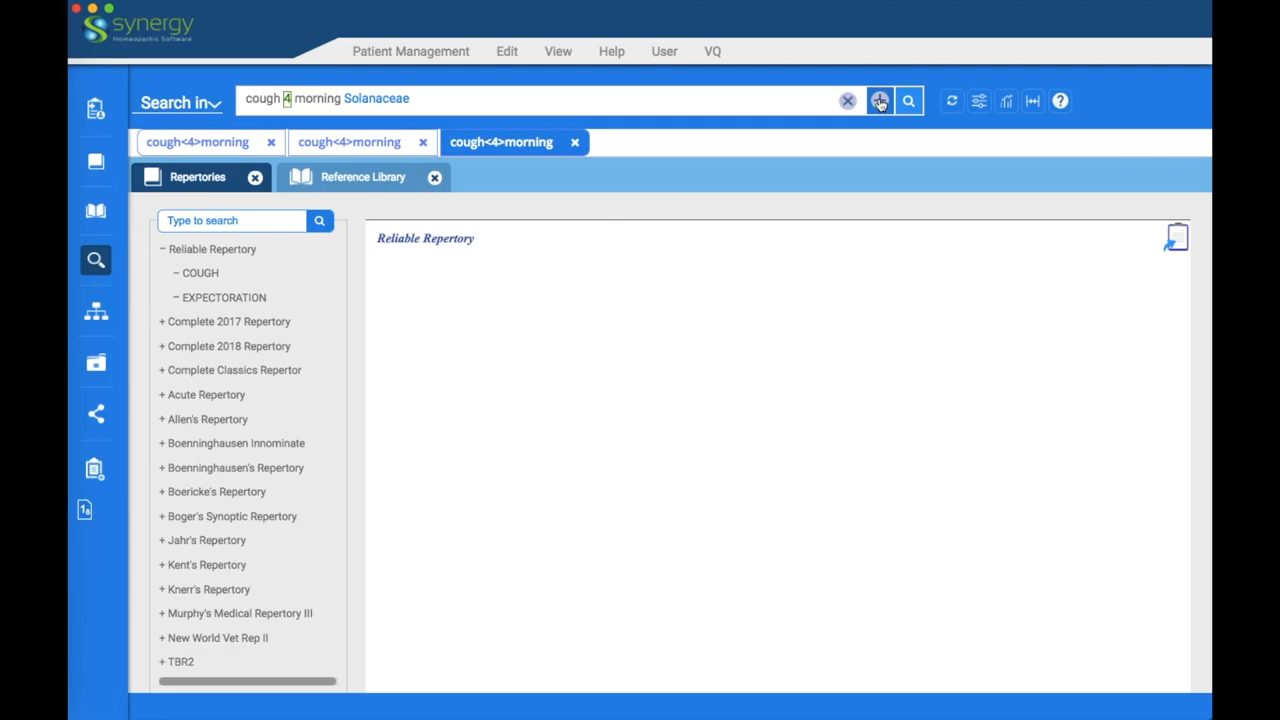 synergy
Homeopathic Software
Patient Management Edit View Help User VQ
Search in
cough 4 morning Solanaceae
cough<4>morning cough<4>morning cough<4>morning
Repertories Reference Library
Type to search
Reliable Repertory
− Reliable Repertory
− COUGH
− EXPECTORATION
+ Complete 2017 Repertory
+ Complete 2018 Repertory
+ Complete Classics Repertor
+ Acute Repertory
+ Allen's Repertory
+ Boenninghausen Innominate
+ Boenninghausen's Repertory
+ Boericke's Repertory
+ Boger's Synoptic Repertory
+ Jahr's Repertory
+ Kent's Repertory
+ Knerr's Repertory
+ Murphy's Medical Repertory III
+ New World Vet Rep II
+ TBR2